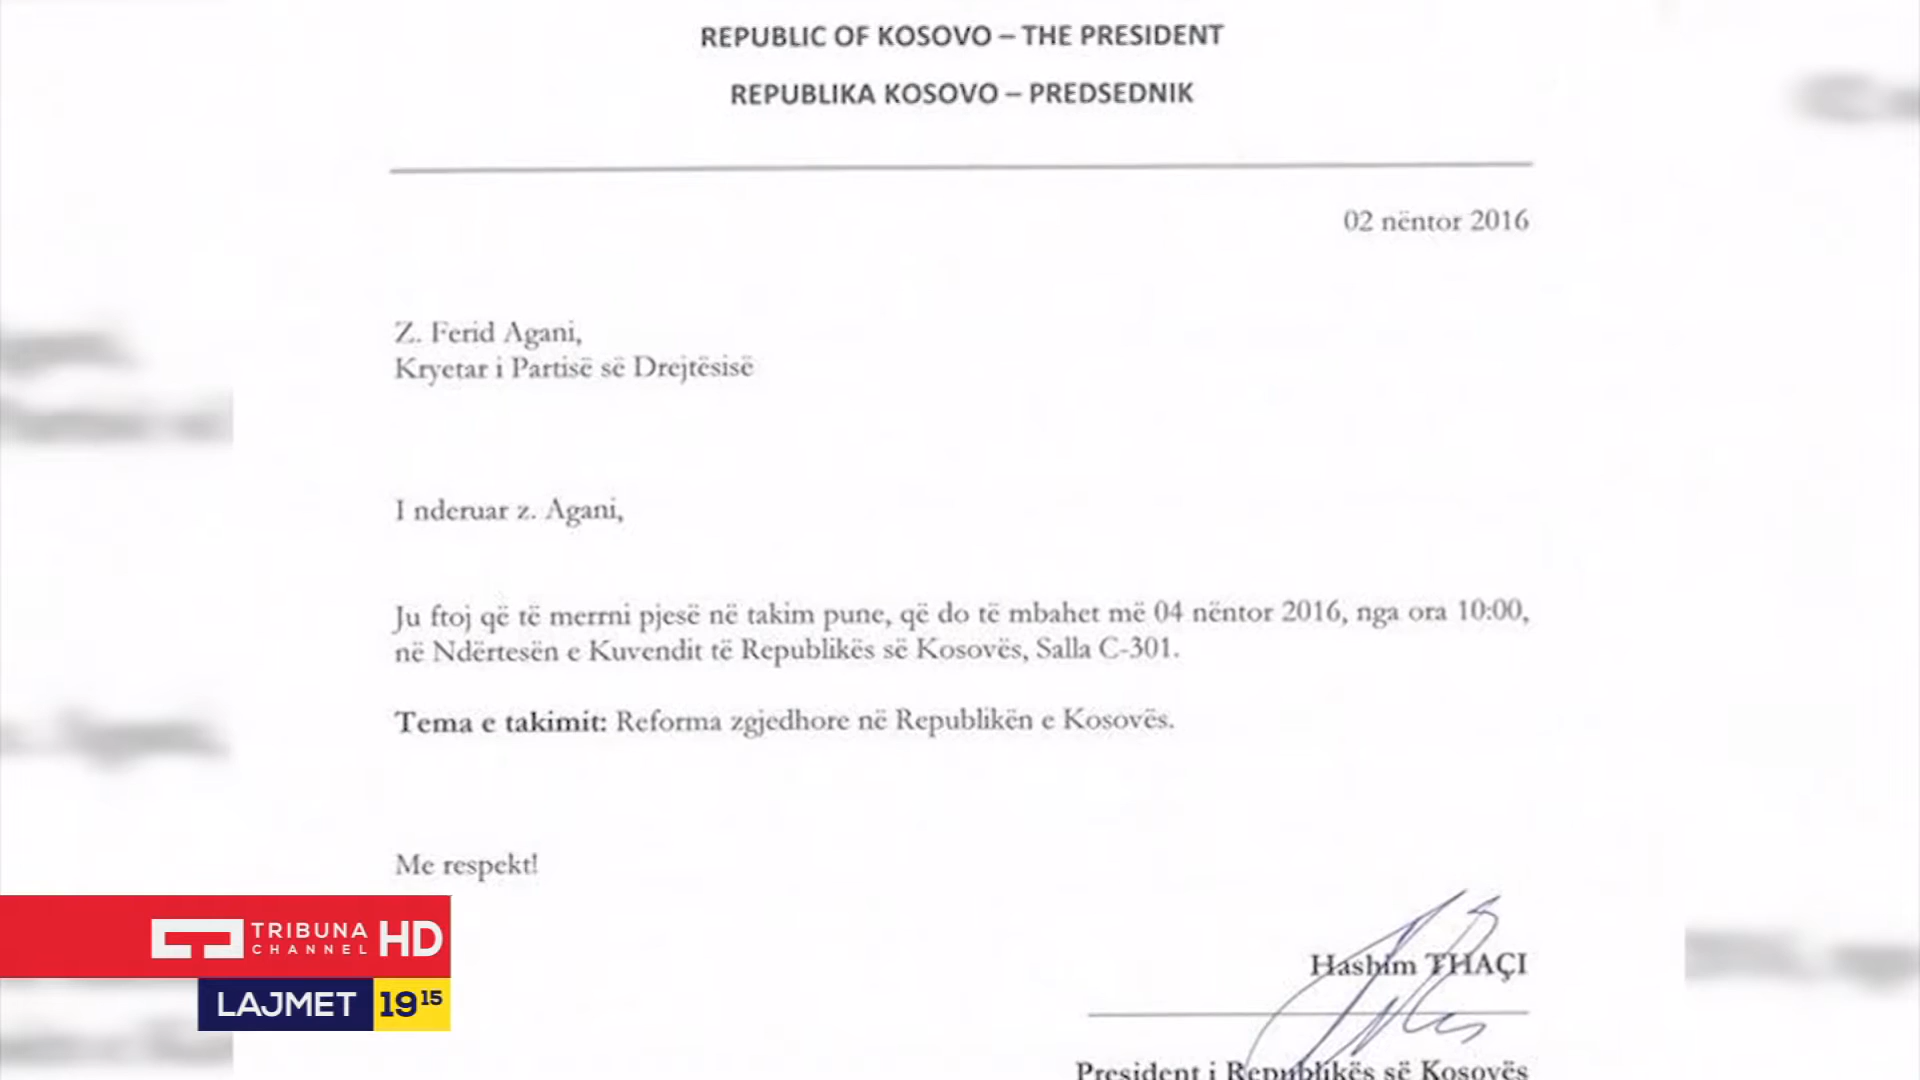 REPUBLIC OF KOSOVO – THE PRESIDENT
REPUBLIKA KOSOVO – PREDSEDNIK
02 nëntor 2016
Z. Ferid Agani,
Kryetar i Partisë së Drejtësisë
I nderuar z. Agani,
Ju ftoj që të merrni pjesë në takim pune, që do të mbahet më 04 nëntor 2016, nga ora 10:00,
në Ndërtesën e Kuvendit të Republikës së Kosovës, Salla C-301.
Tema e takimit: Reforma zgjedhore në Republikën e Kosovës.
Me respekt!
Hashim THAÇI
President i Republikës së Kosovës
TRIBUNA
CHANNEL
HD
LAJMET 19 15